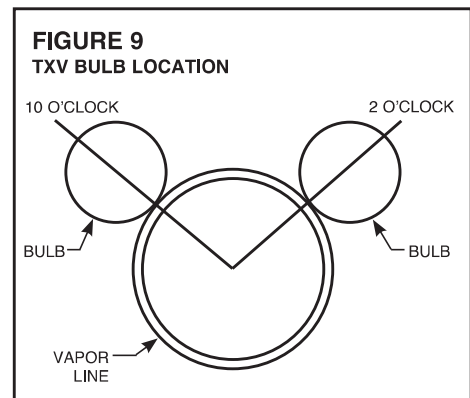 FIGURE 9
TXV BULB LOCATION
10 O'CLOCK
2 O'CLOCK
BULB
BULB
VAPOR
LINE